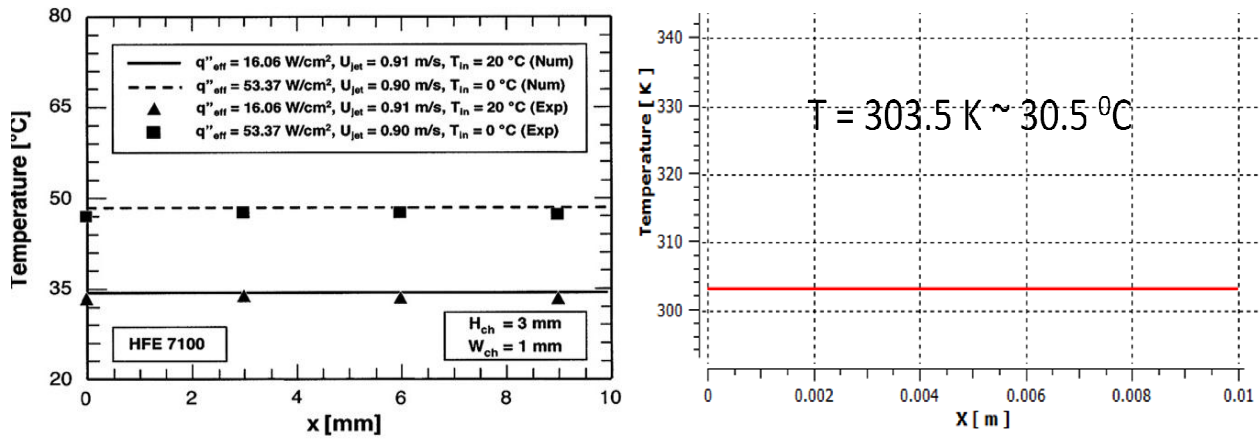 80
65
50
35
20
Temperature [°C]
q"eff = 16.06 W/cm², Ujet = 0.91 m/s, Tin = 20 °C (Num)
q"eff = 53.37 W/cm², Ujet = 0.90 m/s, Tin = 0 °C (Num)
q"eff = 16.06 W/cm², Ujet = 0.91 m/s, Tin = 20 °C (Exp)
q"eff = 53.37 W/cm², Ujet = 0.90 m/s, Tin = 0 °C (Exp)
HFE 7100
Hch = 3 mm
Wch = 1 mm
0 2 4 6 8 10
x [mm]
340
330
320
310
300
Temperature [ K ]
T = 303.5 K ~ 30.5 ⁰C
0 0.002 0.004 0.006 0.008 0.01
X [ m ]